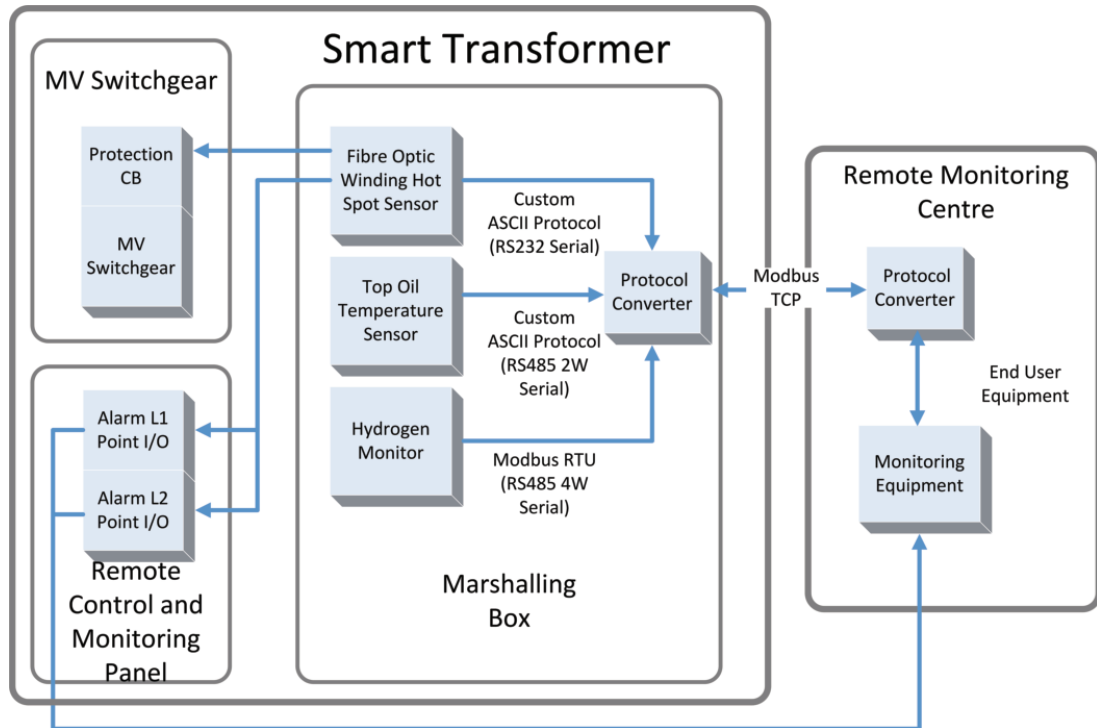 Smart Transformer
MV Switchgear
Protection
CB
MV
Switchgear
Alarm L1
Point I/O
Alarm L2
Point I/O
Remote
Control and
Monitoring
Panel
Fibre Optic
Winding Hot
Spot Sensor
Custom
ASCII Protocol
(RS232 Serial)
Top Oil
Temperature
Sensor
Custom
ASCII Protocol
(RS485 2W
Serial)
Hydrogen
Monitor
Modbus RTU
(RS485 4W
Serial)
Protocol
Converter
Marshalling
Box
Modbus
TCP
Remote Monitoring
Centre
Protocol
Converter
End User
Equipment
Monitoring
Equipment